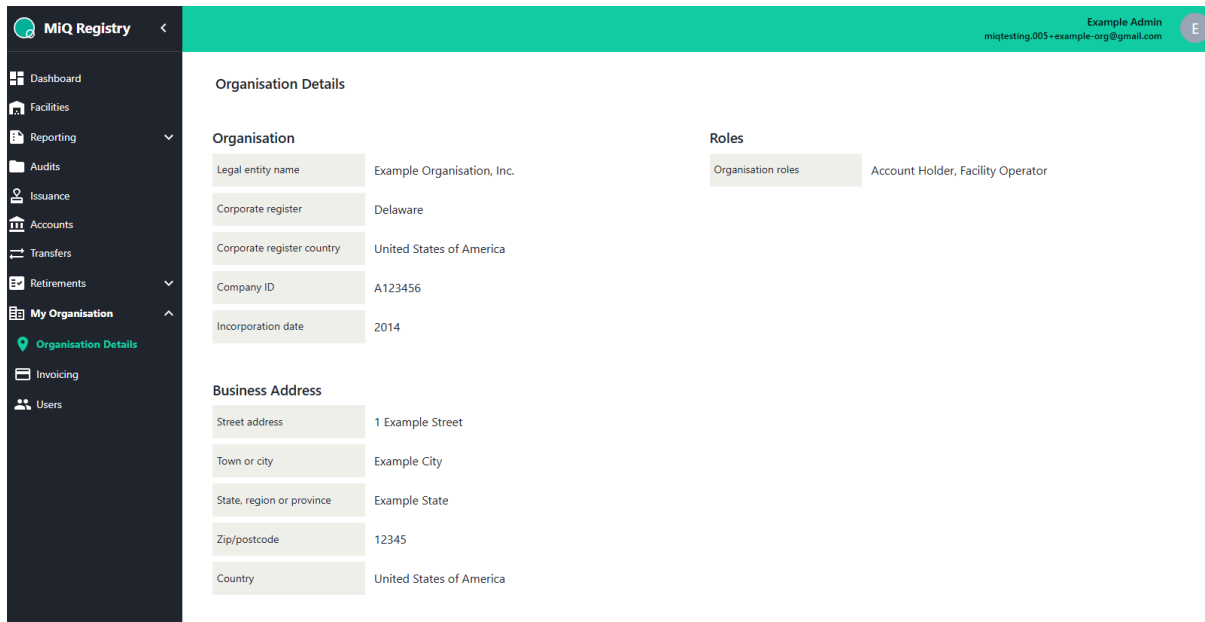 MiQ Registry
Example Admin
miqtesting.005+example-org@gmail.com
E
Dashboard
Facilities
Reporting
Audits
Issuance
Accounts
Transfers
Retirements
My Organisation
Organisation Details
Invoicing
Users
Organisation Details
Organisation
Legal entity name Example Organisation, Inc.
Corporate register Delaware
Corporate register country United States of America
Company ID A123456
Incorporation date 2014
Roles
Organisation roles Account Holder, Facility Operator
Business Address
Street address 1 Example Street
Town or city Example City
State, region or province Example State
Zip/postcode 12345
Country United States of America